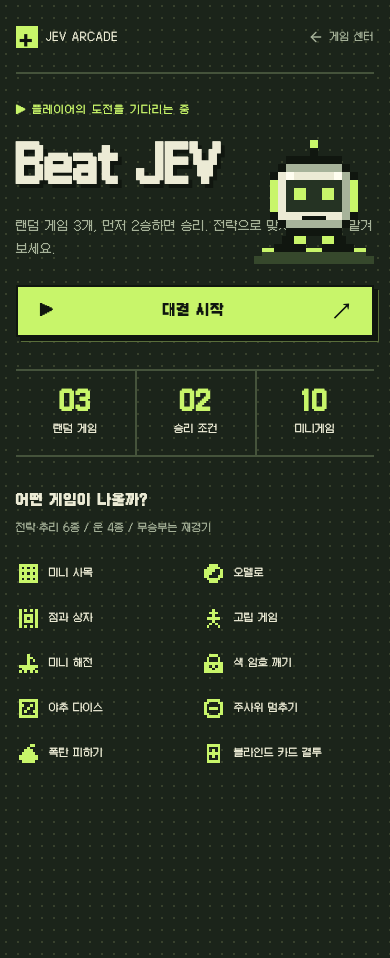 JEV ARCADE
← 게임 센터
▶ 플레이어의 도전을 기다리는 중
Beat JEV
랜덤 게임 3개, 먼저 2승하면 승리. 전략으로 맞
보세요.
▶ 대결 시작 ↗
03 02 10
랜덤 게임 승리 조건 미니게임
어떤 게임이 나올까?
전략·추리 6종 / 운 4종 / 무승부는 재경기
미니 사목 오델로
점과 상자 고립 게임
미니 해전 색 암호 깨기
야추 다이스 주사위 멈추기
폭탄 피하기 블라인드 카드 결투